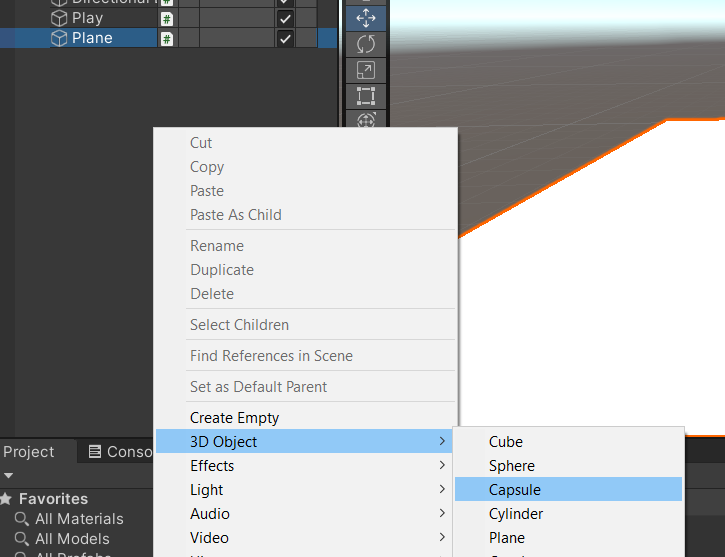 Directional
Play
Plane
Cut
Copy
Paste
Paste As Child
Rename
Duplicate
Delete
Select Children
Find References in Scene
Set as Default Parent
Create Empty
3D Object
Effects
Light
Audio
Video
Cube
Sphere
Capsule
Cylinder
Plane
Project
Conso
Favorites
All Materials
All Models
All Prefabs